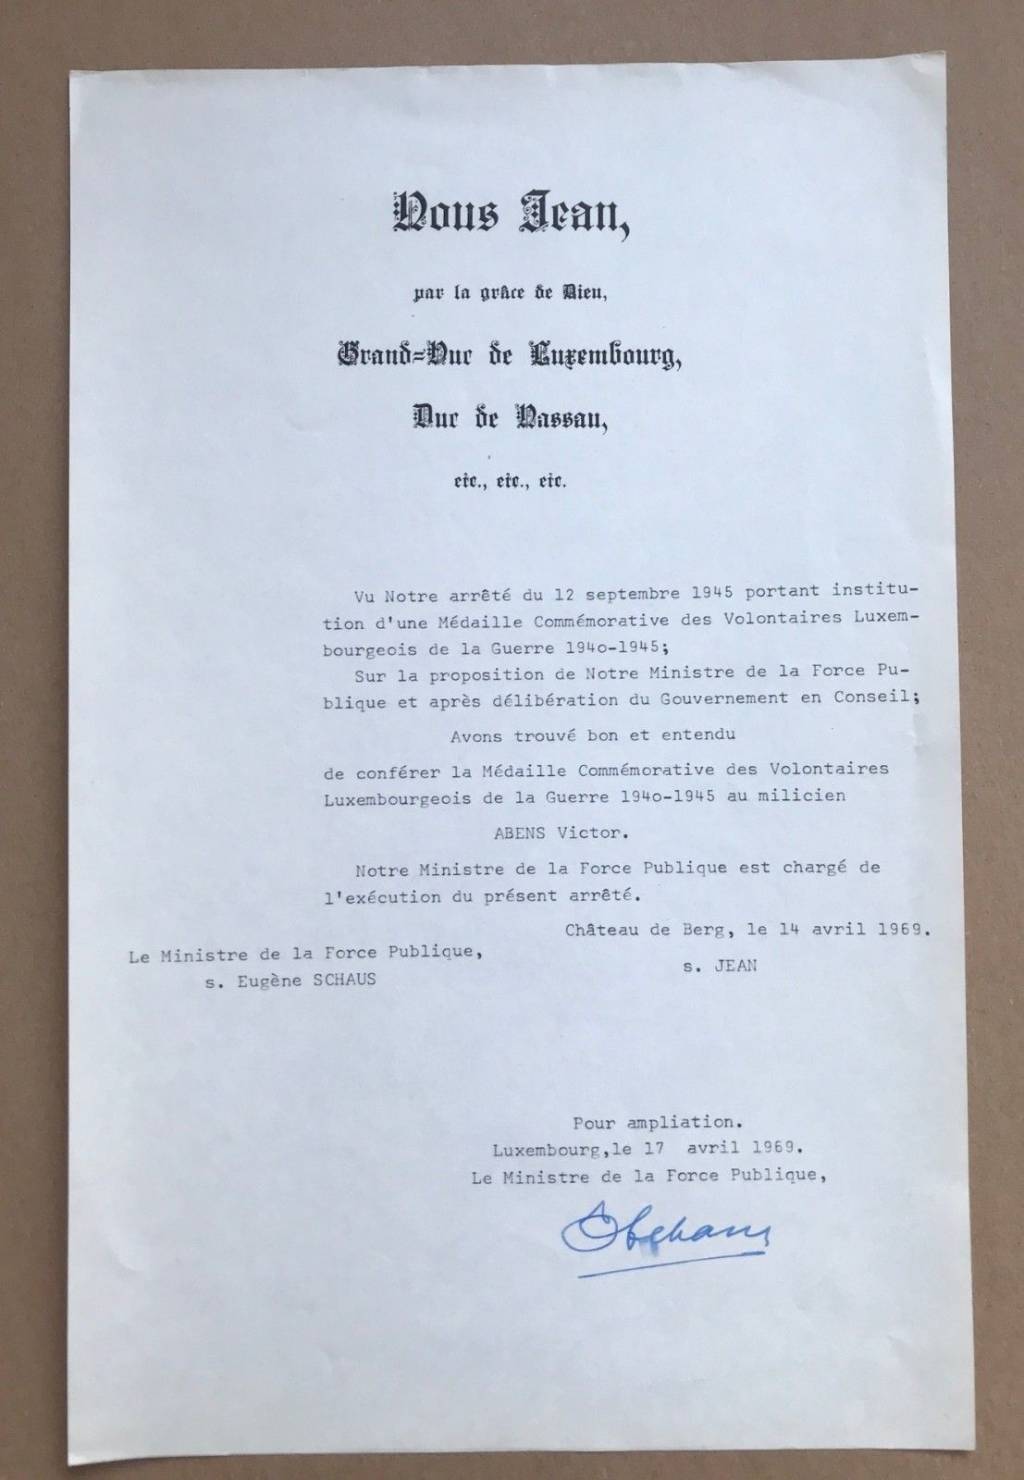 Nous Jean,
par la grâce de Dieu,
Grand=Duc de Luxembourg,
Duc de Nassau,
etc., etc., etc.
Vu Notre arrêté du 12 septembre 1945 portant institu-
tion d'une Médaille Commémorative des Volontaires Luxem-
bourgeois de la Guerre 194o-1945;
Sur la proposition de Notre Ministre de la Force Pu-
blique et après délibération du Gouvernement en Conseil;
Avons trouvé bon et entendu
de conférer la Médaille Commémorative des Volontaires
Luxembourgeois de la Guerre 194o-1945 au milicien
ABENS Victor.
Notre Ministre de la Force Publique est chargé de
l'exécution du présent arrêté.
Château de Berg, le 14 avril 1969.
Le Ministre de la Force Publique,
s. JEAN
s. Eugène SCHAUS
Pour ampliation.
Luxembourg,le 17 avril 1969.
Le Ministre de la Force Publique,